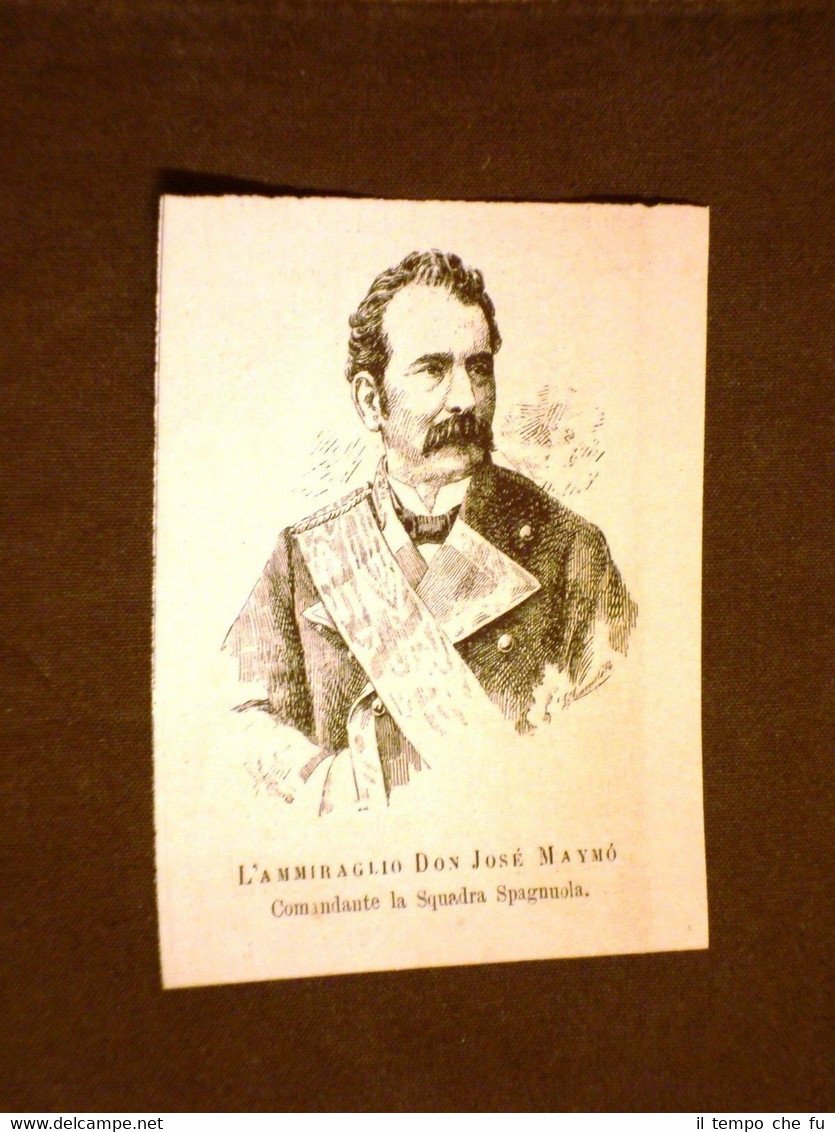 L'AMMIRAGLIO DON JOSÉ MAYMÓ
Comandante la Squadra Spagnuola.
www.delcampe.net
il tempo che fu